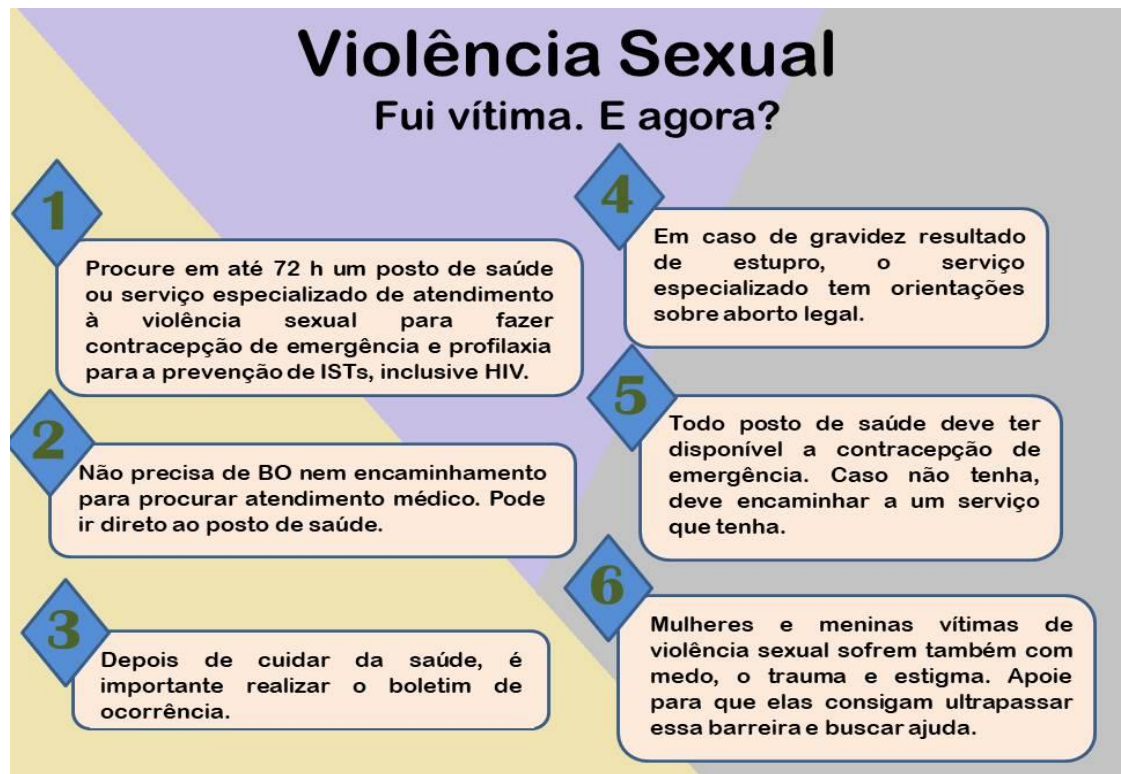 Violência Sexual
Fui vítima. E agora?
1
Procure em até 72 h um posto de saúde
ou serviço especializado de atendimento
à violência sexual para fazer
contracepção de emergência e profilaxia
para a prevenção de ISTs, inclusive HIV.
2
Não precisa de BO nem encaminhamento
para procurar atendimento médico. Pode
ir direto ao posto de saúde.
3
Depois de cuidar da saúde, é
importante realizar o boletim de
ocorrência.
4
Em caso de gravidez resultado
de estupro, o serviço
especializado tem orientações
sobre aborto legal.
5
Todo posto de saúde deve ter
disponível a contracepção de
emergência. Caso não tenha,
deve encaminhar a um serviço
que tenha.
6
Mulheres e meninas vítimas de
violência sexual sofrem também com
medo, o trauma e estigma. Apoie
para que elas consigam ultrapassar
essa barreira e buscar ajuda.